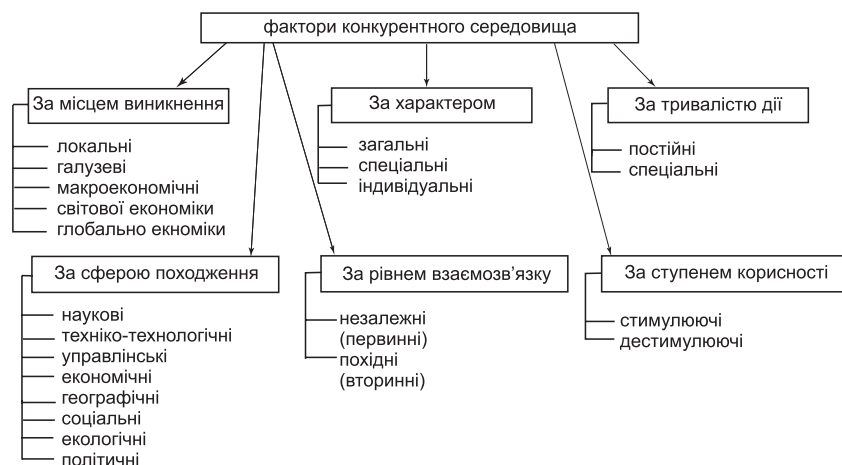 фактори конкурентного середовища
За місцем виникнення
локальні
галузеві
макроекономічні
світової економіки
глобально екноміки
За характером
загальні
спеціальні
індивідуальні
За тривалістю дії
постійні
спеціальні
За сферою походження
наукові
техніко-технологічні
управлінські
економічні
географічні
соціальні
екологічні
політичні
За рівнем взаємозв’язку
незалежні
(первинні)
похідні
(вторинні)
За ступенем корисності
стимулюючі
дестимулюючі